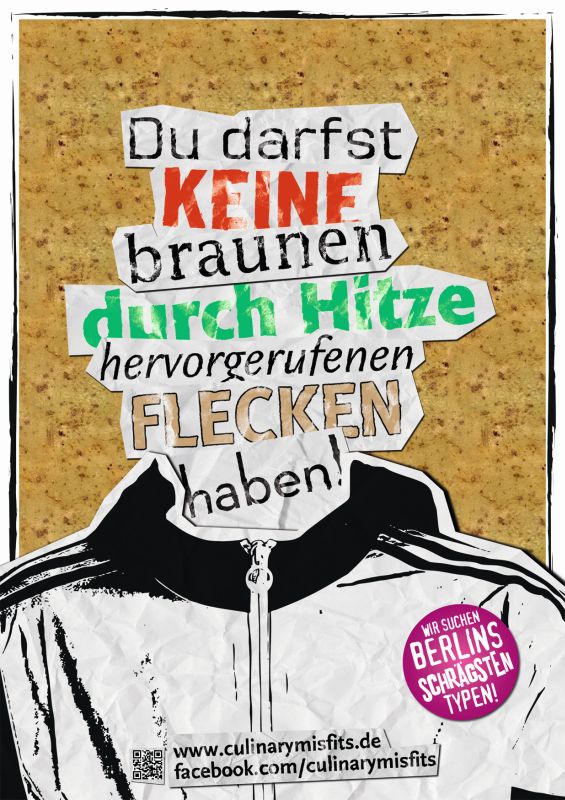 Du darfst
KEINE
braunen
durch Hitze
hervorgerufenen
FLECKEN
haben!
WIR SUCHEN
BERLINS
SCHRÄGSTEN
TYPEN!
www.culinarymisfits.de
facebook.com/culinarymisfits